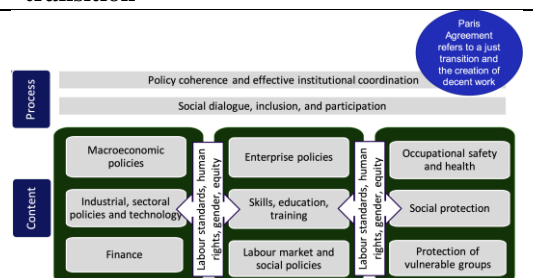 transition
Paris
Agreement
refers to a just
transition and
the creation of
decent work
Process
Policy coherence and effective institutional coordination
Social dialogue, inclusion, and participation
Content
Macroeconomic
policies
Industrial, sectoral
policies and technology
Finance
Labour standards, human
rights, gender, equity
Enterprise policies
Skills, education,
training
Labour market and
social policies
Labour standards, human
rights, gender, equity
Occupational safety
and health
Social protection
Protection of
vulnerable groups